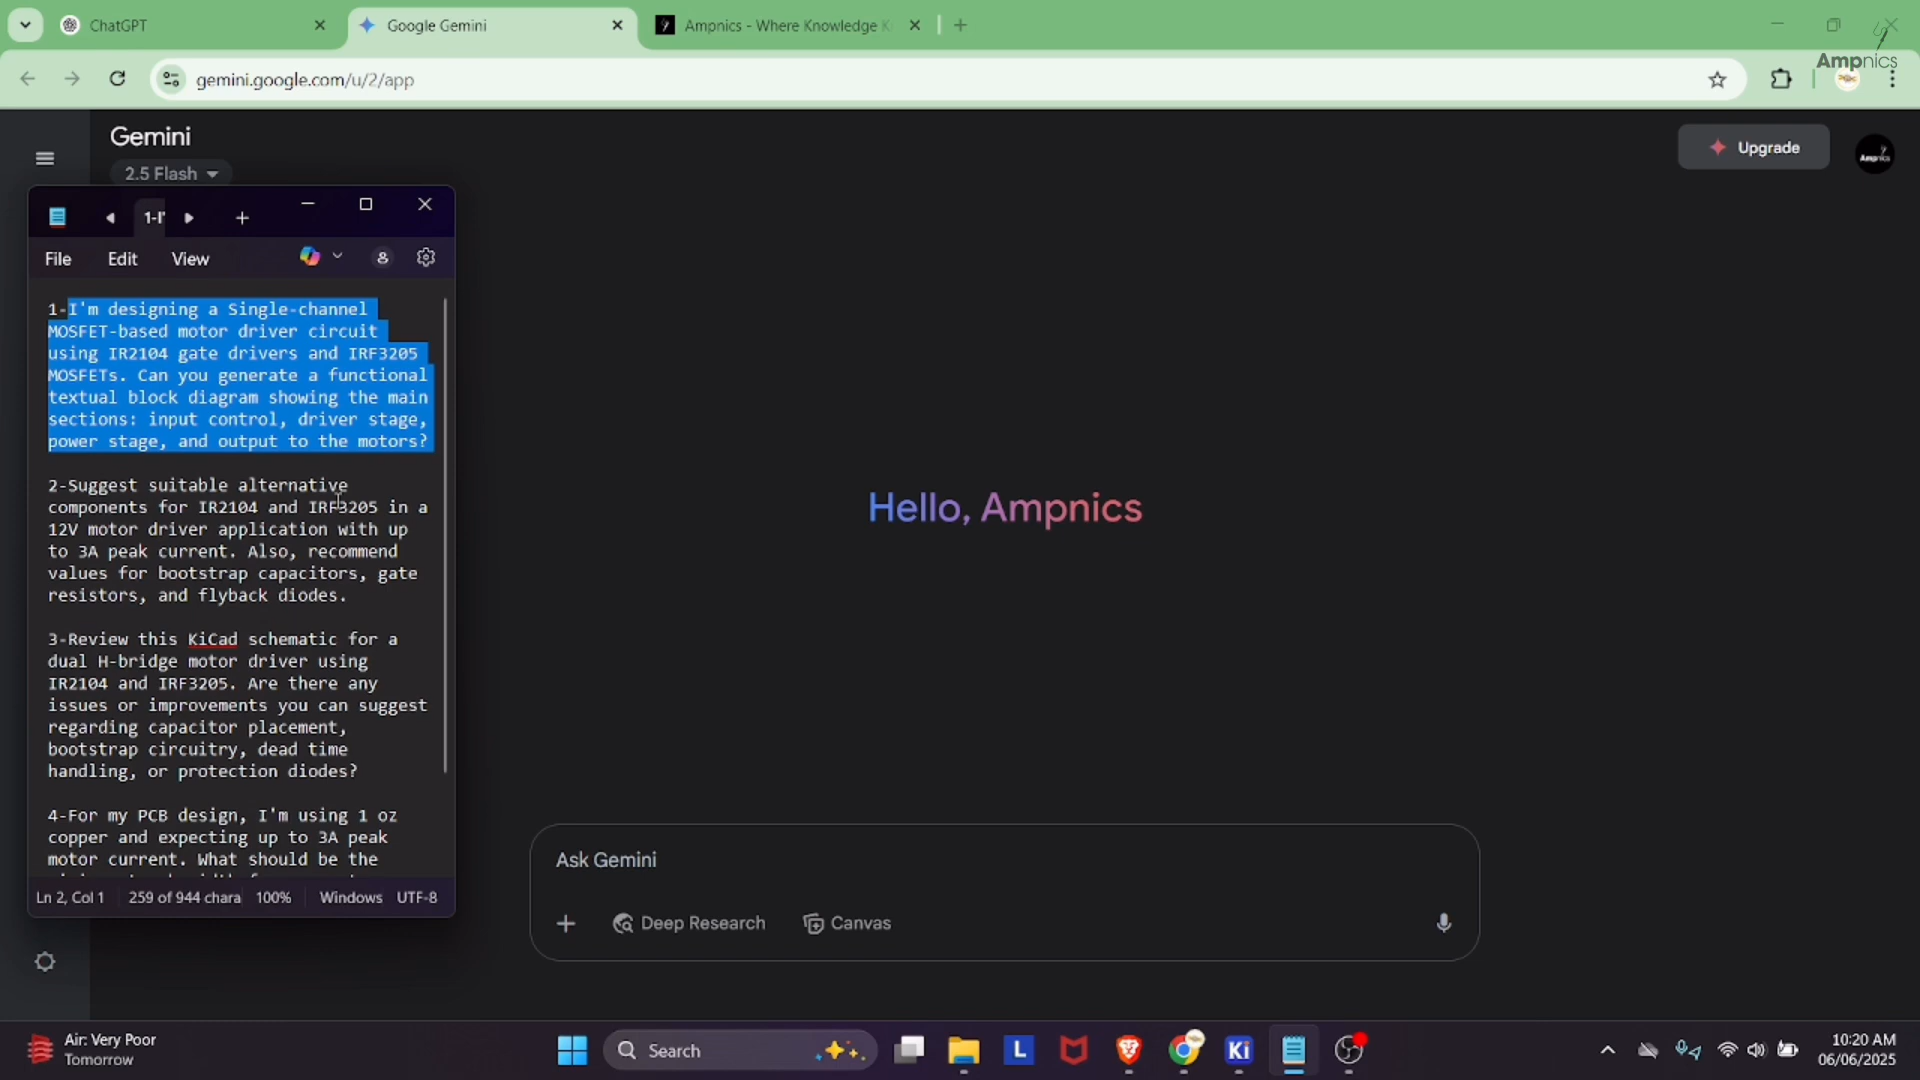 ChatGPT
Google Gemini
Ampnics - Where Knowledge K
gemini.google.com/u/2/app
Ampnics
Gemini
2.5 Flash
Upgrade
Ampnics
1-I'
File Edit View
8
1-I'm designing a Single-channel
MOSFET-based motor driver circuit
using IR2104 gate drivers and IRF3205
MOSFETs. Can you generate a functional
textual block diagram showing the main
sections: input control, driver stage,
power stage, and output to the motors?
2-Suggest suitable alternative
components for IR2104 and IRF3205 in a
12V motor driver application with up
to 3A peak current. Also, recommend
values for bootstrap capacitors, gate
resistors, and flyback diodes.
3-Review this KiCad schematic for a
dual H-bridge motor driver using
IR2104 and IRF3205. Are there any
issues or improvements you can suggest
regarding capacitor placement,
bootstrap circuitry, dead time
handling, or protection diodes?
4-For my PCB design, I'm using 1 oz
copper and expecting up to 3A peak
motor current. What should be the
Ln 2, Col 1 259 of 944 chara 100% Windows UTF-8
Hello, Ampnics
Ask Gemini
Deep Research Canvas
Air: Very Poor
Tomorrow
Search
L
Ki
10:20 AM
06/06/2025